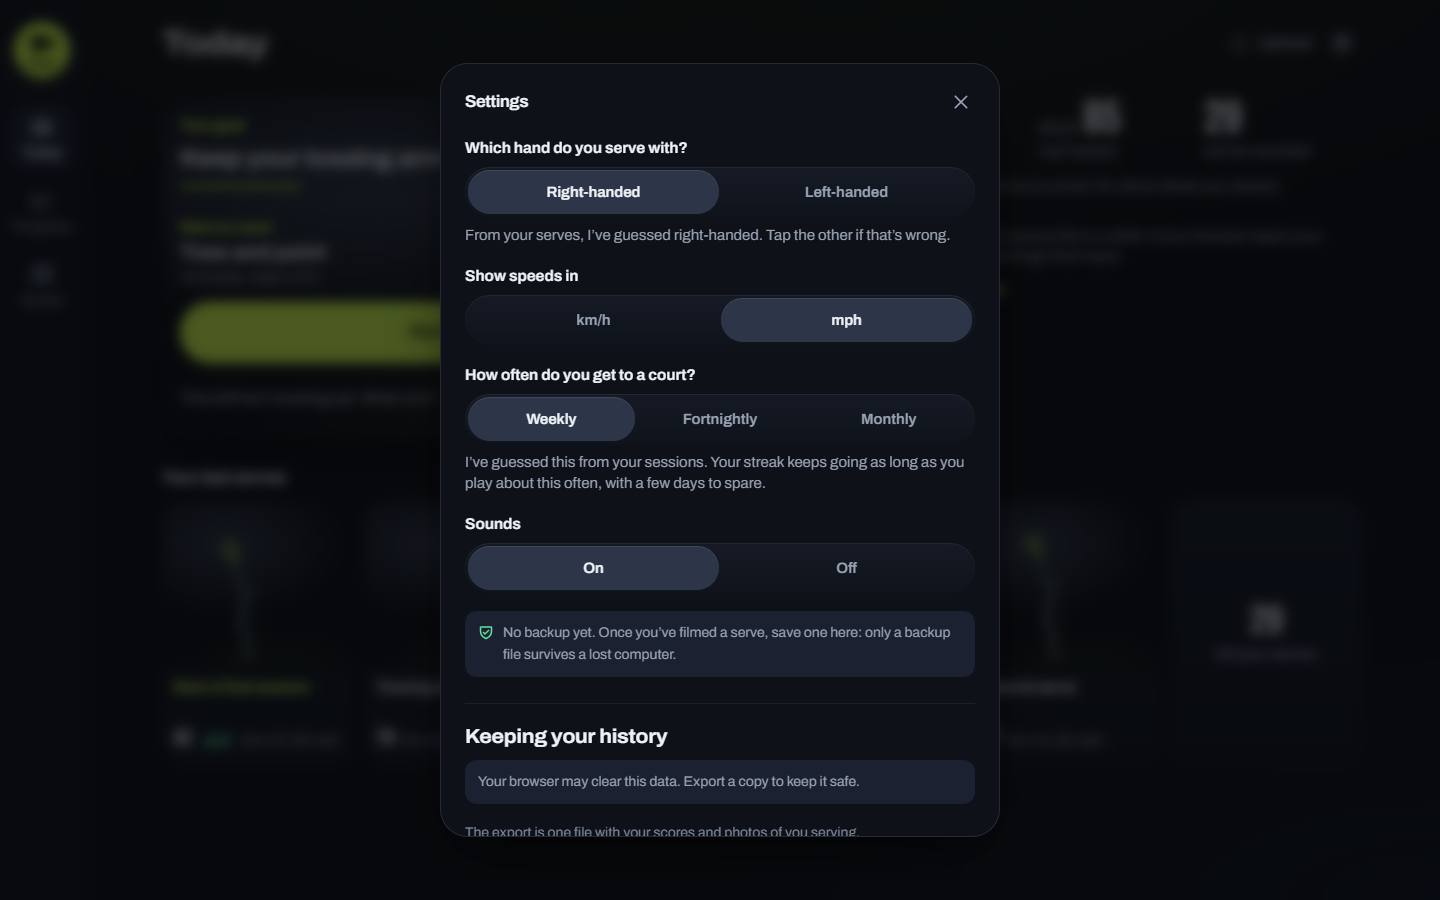 Today
Settings
Which hand do you serve with?
Right-handed
Left-handed
From your serves, I've guessed right-handed. Tap the other if that's wrong.
Show speeds in
km/h
mph
How often do you get to a court?
Weekly
Fortnightly
Monthly
I've guessed this from your sessions. Your streak keeps going as long as you
play about this often, with a few days to spare.
Sounds
On
Off
No backup yet. Once you've filmed a serve, save one here: only a backup
file survives a lost computer.
Keeping your history
Your browser may clear this data. Export a copy to keep it safe.
The export is one file with your scores and photos of you serving.